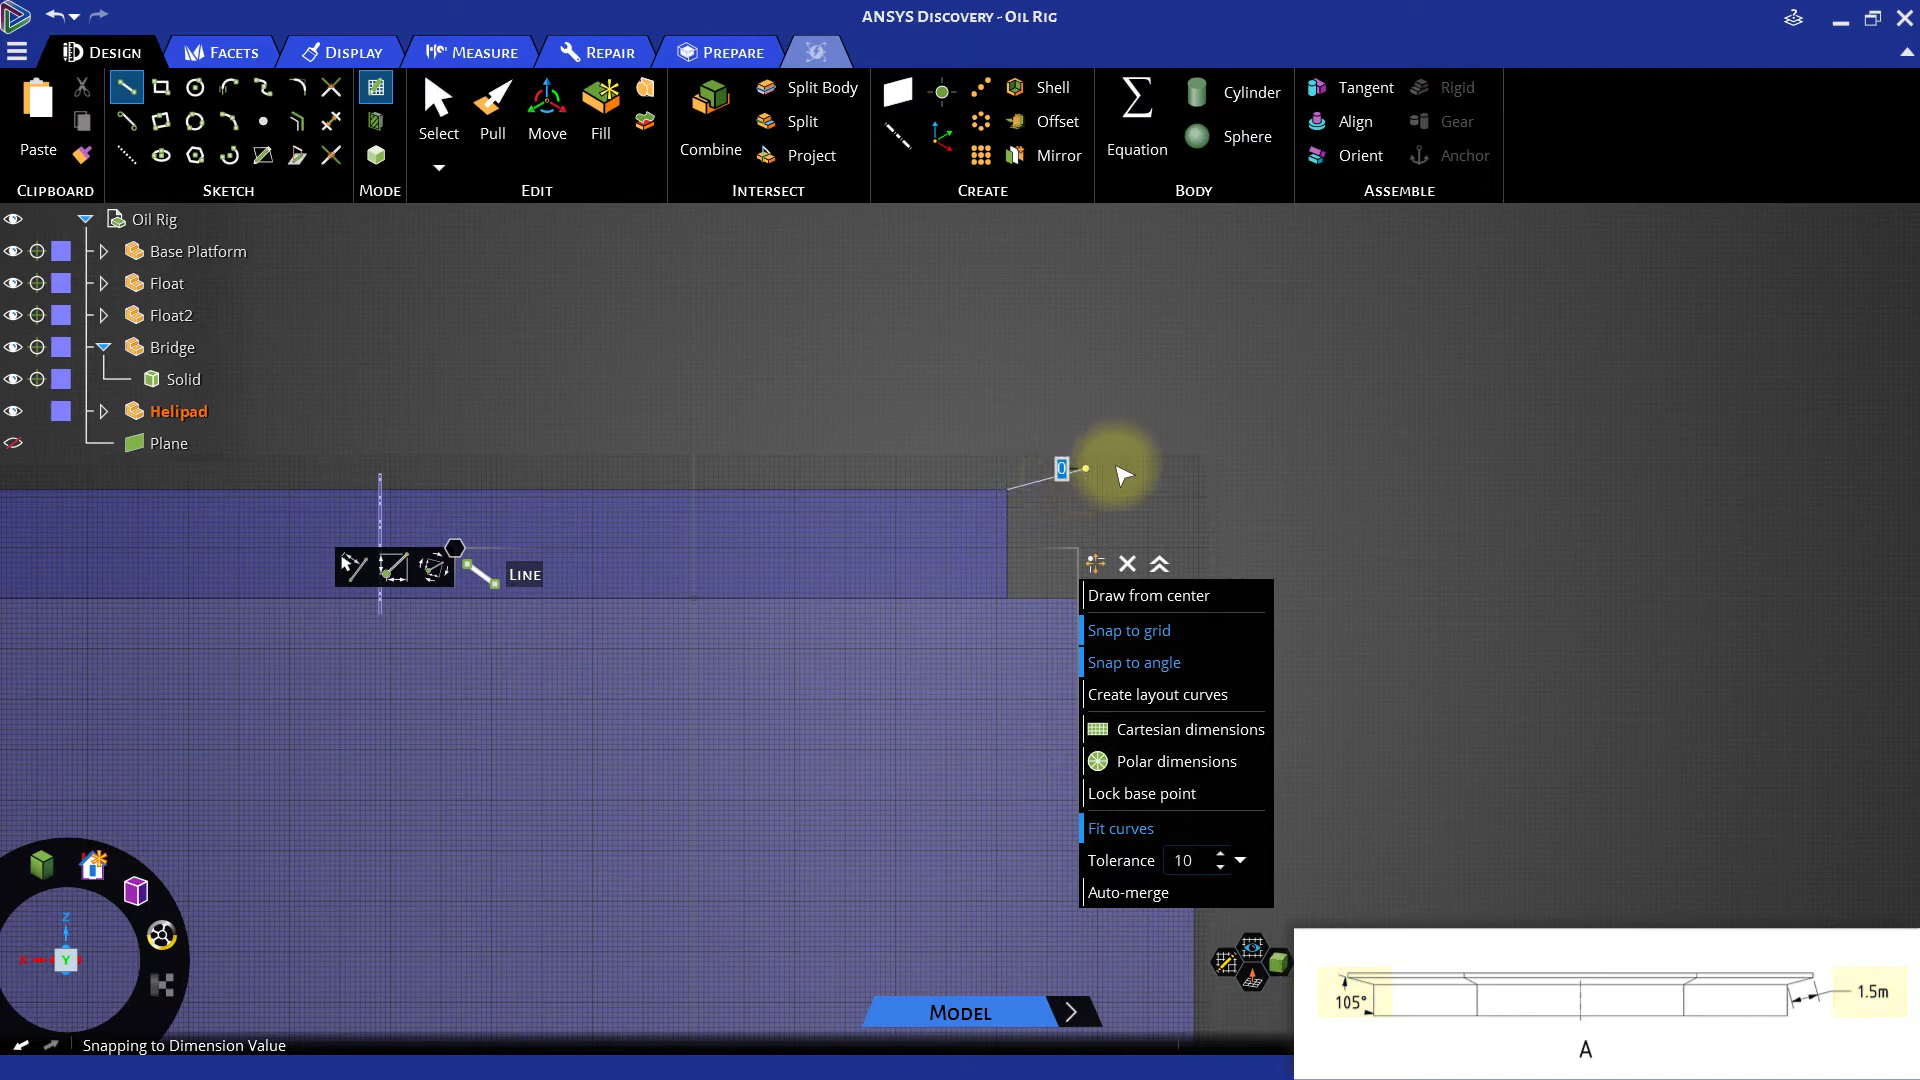 ANSYS Discovery - Oil Rig
Design
Facets
Display
Measure
Repair
Prepare
Paste
Select
Pull
Move
Fill
Combine
Split Body
Split
Project
Shell
Offset
Mirror
Equation
Cylinder
Sphere
Tangent
Align
Orient
Rigid
Gear
Anchor
Clipboard
Sketch
Mode
Edit
Intersect
Create
Body
Assemble
Oil Rig
Base Platform
Float
Float2
Bridge
Solid
Helipad
Plane
0
Line
Draw from center
Snap to grid
Snap to angle
Create layout curves
Cartesian dimensions
Polar dimensions
Lock base point
Fit curves
Tolerance 10
Auto-merge
Z
X
Y
Model
105°
1.5m
A
Snapping to Dimension Value